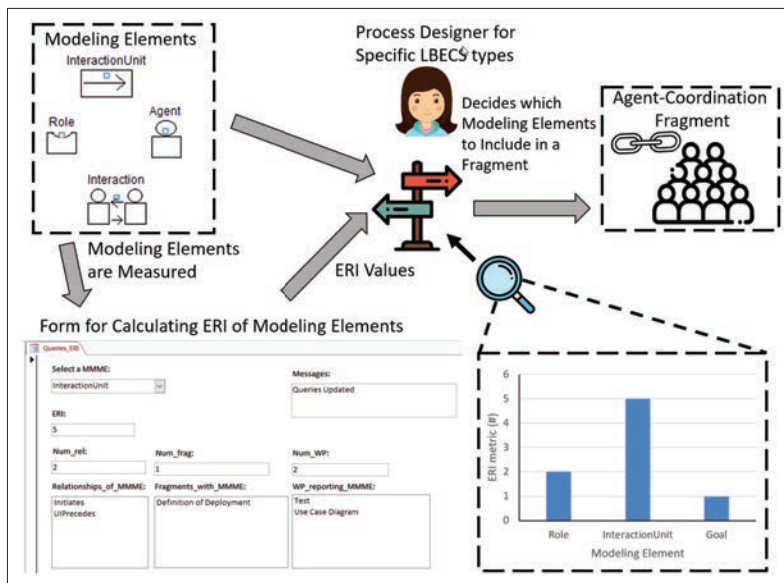 Modeling Elements
InteractionUnit
Role
Agent
Interaction
Modeling Elements
are Measured
Process Designer for
Specific LBECS types
Decides which
Modeling Elements
to Include in a
Fragment
Agent-Coordination
Fragment
ERI Values
Form for Calculating ERI of Modeling Elements
Queries_ERI
Select a MMME:
InteractionUnit
Messages:
Queries Updated
ERI:
5
Num_rel:
2
Num_frag:
1
Num_WP:
2
Relationships_of_MMME:
Initiates
UIPrecedes
Fragments_with_MMME:
Definition of Deployment
WP_reporting_MMME:
Test
Use Case Diagram
ERI metric (#)
6
5
4
3
2
1
0
Role InteractionUnit Goal
Modeling Element